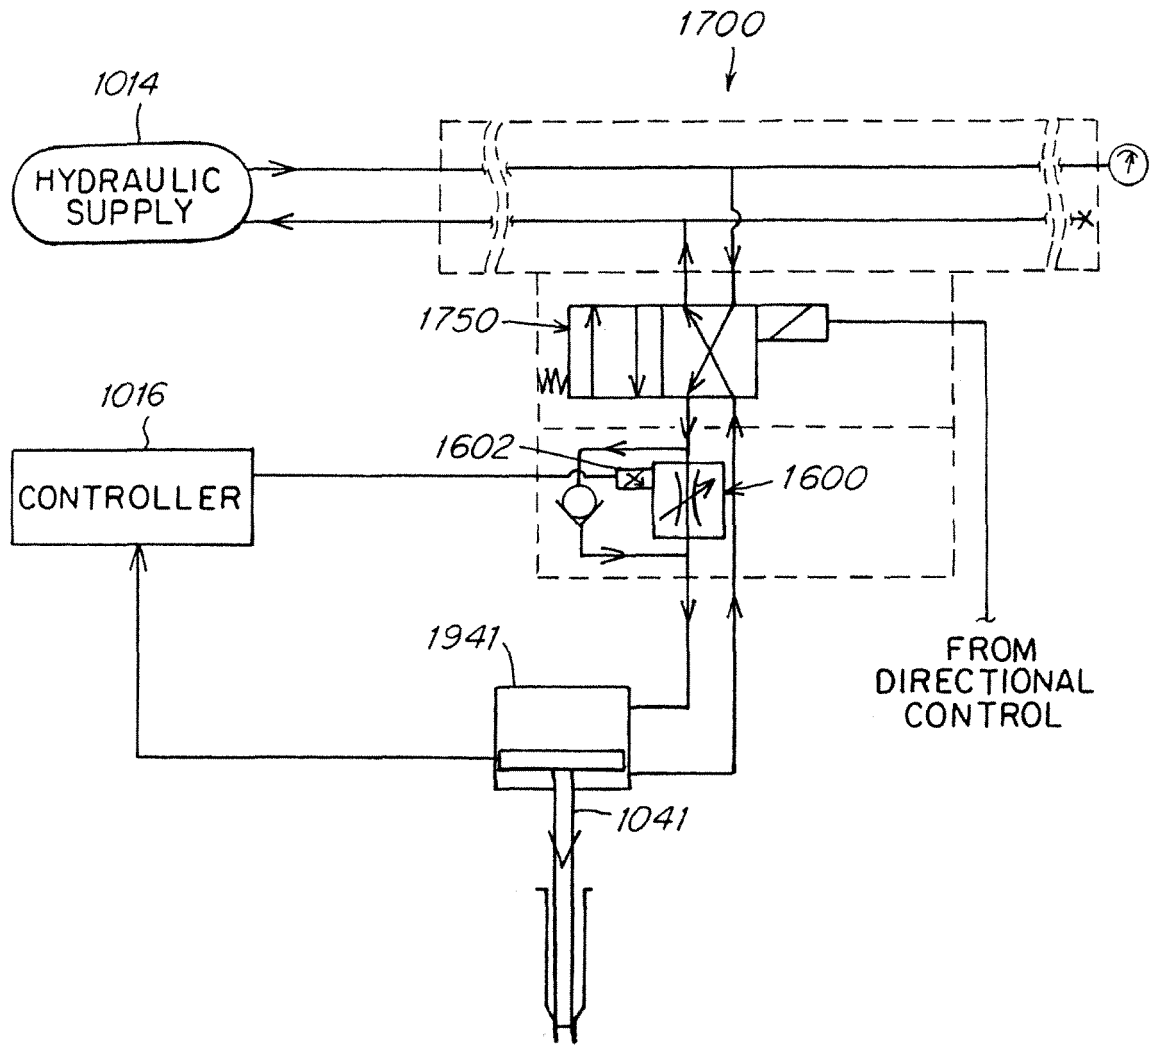 1700
1014
HYDRAULIC
SUPPLY
1750
1016
1602
CONTROLLER
1600
1941
FROM
DIRECTIONAL
CONTROL
1041